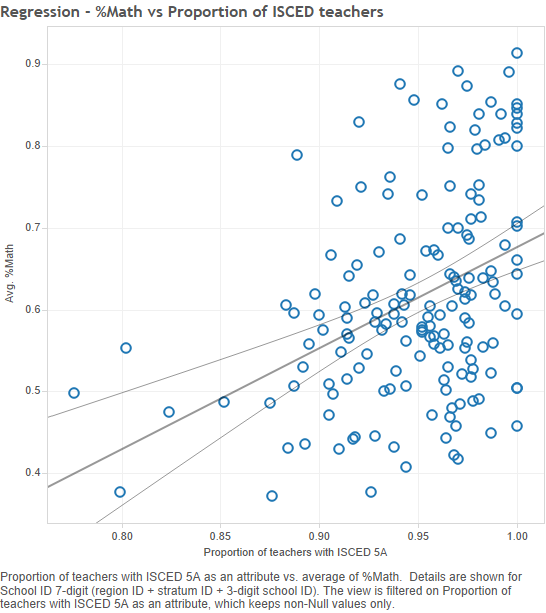 Regression - %Math vs Proportion of ISCED teachers
0.9
0.8
0.7
Avg. %Math
0.6
0.5
0.4
0.80 0.85 0.90 0.95 1.00
Proportion of teachers with ISCED 5A
Proportion of teachers with ISCED 5A as an attribute vs. average of %Math. Details are shown for
School ID 7-digit (region ID + stratum ID + 3-digit school ID). The view is filtered on Proportion of
teachers with ISCED 5A as an attribute, which keeps non-Null values only.